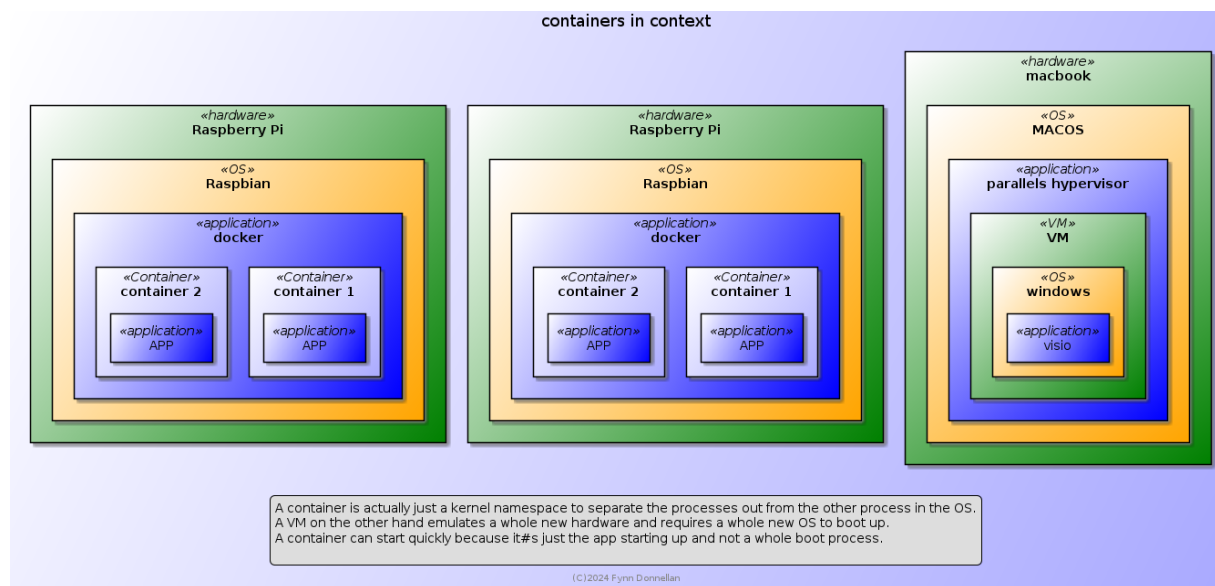 containers in context
«hardware»
Raspberry Pi
«OS»
Raspbian
«application»
docker
«Container»
container 2
«application»
APP
«Container»
container 1
«application»
APP
«hardware»
Raspberry Pi
«OS»
Raspbian
«application»
docker
«Container»
container 2
«application»
APP
«Container»
container 1
«application»
APP
«hardware»
macbook
«OS»
MACOS
«application»
parallels hypervisor
«VM»
VM
«OS»
windows
«application»
visio
A container is actually just a kernel namespace to separate the processes out from the other process in the OS.
A VM on the other hand emulates a whole new hardware and requires a whole new OS to boot up.
A container can start quickly because it#s just the app starting up and not a whole boot process.
(C)2024 Fynn Donnellan